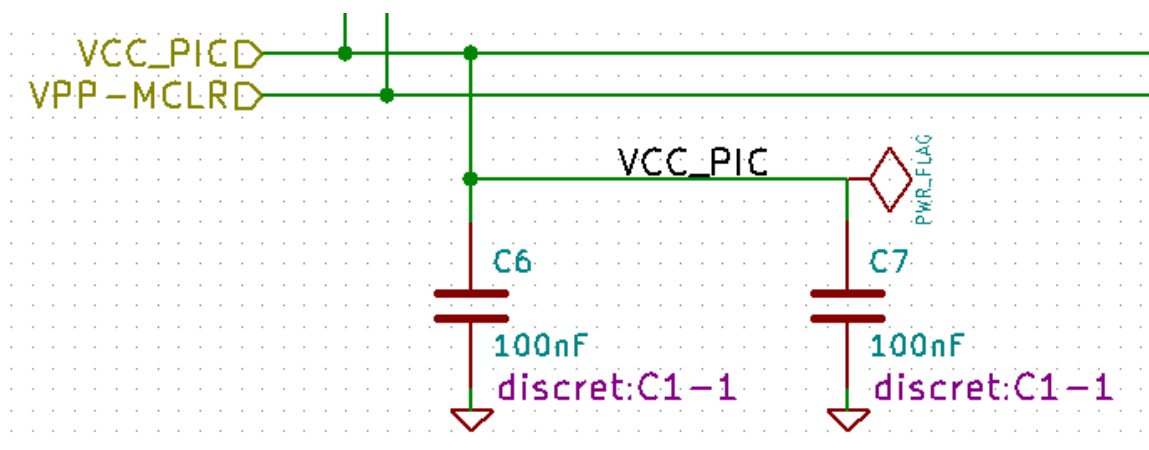 VCC_PIC
VPP-MCLR
VCC_PIC
PWR_FLAG
C6
C7
100nF
100nF
discret:C1-1
discret:C1-1